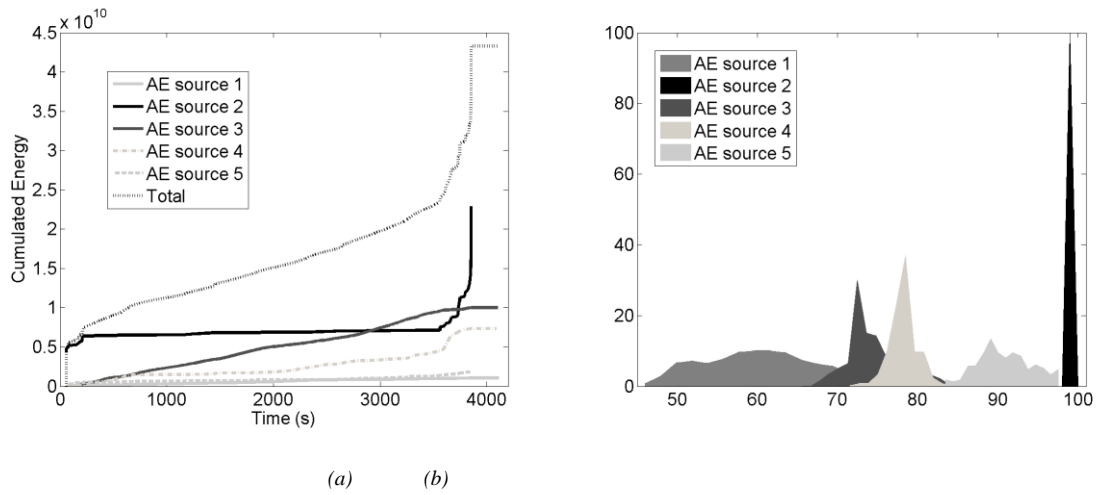 × 10^10
4.5
4
3.5
3
2.5
2
1.5
1
0.5
0
Cumulated Energy
AE source 1
AE source 2
AE source 3
AE source 4
AE source 5
Total
0 1000 2000 3000 4000
Time (s)
100
80
60
40
20
0
AE source 1
AE source 2
AE source 3
AE source 4
AE source 5
50 60 70 80 90 100
(a) (b)